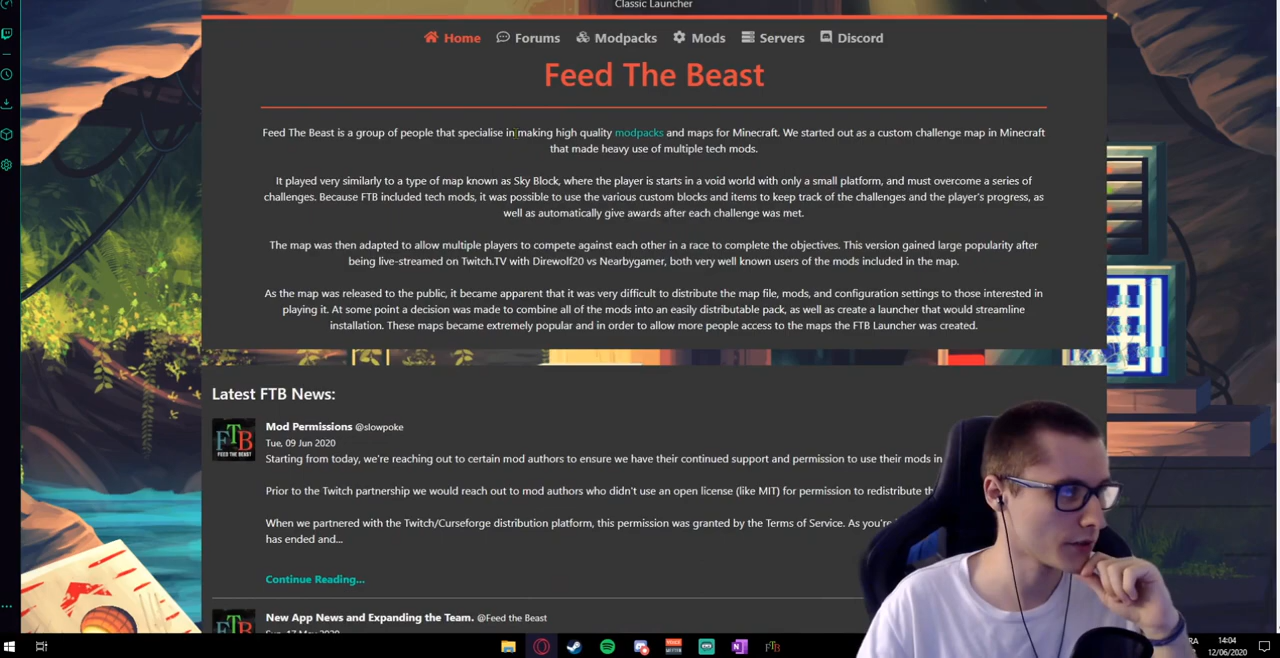 Classic Launcher
Home Forums Modpacks Mods Servers Discord
Feed The Beast
Feed The Beast is a group of people that specialise in making high quality modpacks and maps for Minecraft. We started out as a custom challenge map in Minecraft
that made heavy use of multiple tech mods.
It played very similarly to a type of map known as Sky Block, where the player is starts in a void world with only a small platform, and must overcome a series of
challenges. Because FTB included tech mods, it was possible to use the various custom blocks and items to keep track of the challenges and the player's progress, as
well as automatically give awards after each challenge was met.
The map was then adapted to allow multiple players to compete against each other in a race to complete the objectives. This version gained large popularity after
being live-streamed on Twitch.TV with Direwolf20 vs Nearbygamer, both very well known users of the mods included in the map.
As the map was released to the public, it became apparent that it was very difficult to distribute the map file, mods, and configuration settings to those interested in
playing it. At some point a decision was made to combine all of the mods into an easily distributable pack, as well as create a launcher that would streamline
installation. These maps became extremely popular and in order to allow more people access to the maps the FTB Launcher was created.
Latest FTB News:
FTB
FEED THE BEAST
Mod Permissions @slowpoke
Tue, 09 Jun 2020
Starting from today, we're reaching out to certain mod authors to ensure we have their continued support and permission to use their mods in
Prior to the Twitch partnership we would reach out to mod authors who didn't use an open license (like MIT) for permission to redistribute
When we partnered with the Twitch/Curseforge distribution platform, this permission was granted by the Terms of Service. As you're
has ended and...
Continue Reading...
New App News and Expanding the Team. @Feed the Beast
Sun, 17 May 2020
FTB
14:04
12/06/2020